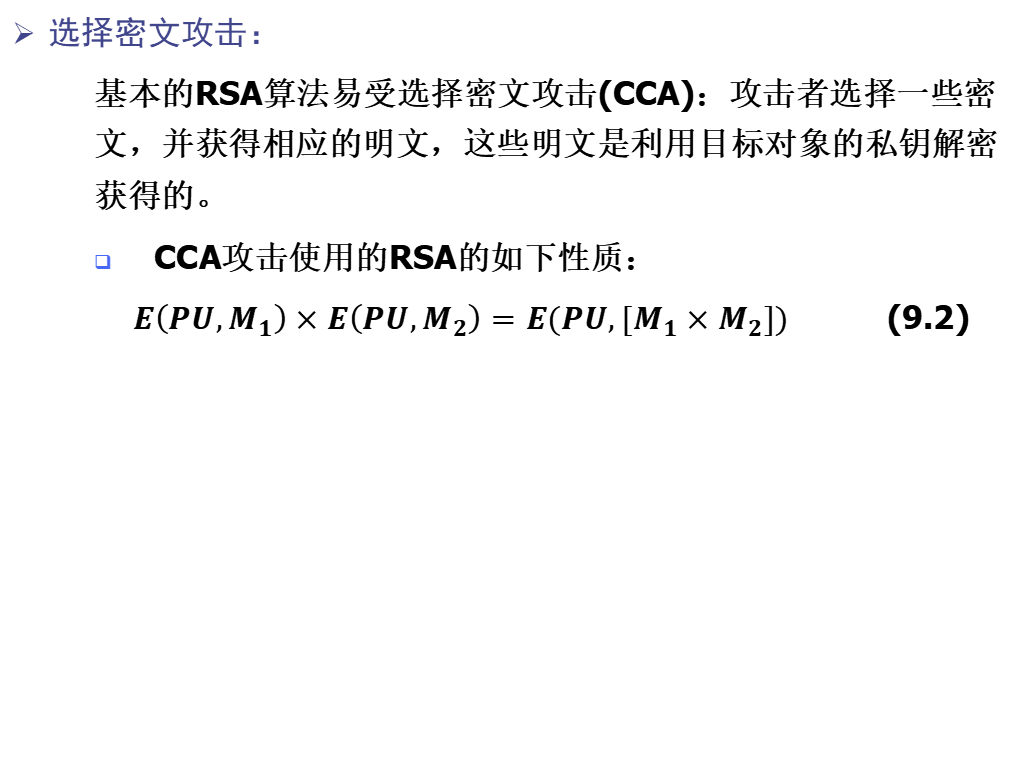 ➢ 选择密文攻击：
基本的RSA算法易受选择密文攻击(CCA)：攻击者选择一些密
文，并获得相应的明文，这些明文是利用目标对象的私钥解密
获得的。
❑ CCA攻击使用的RSA的如下性质：
E(PU, M₁) × E(PU, M₂) = E(PU, [M₁ × M₂]) (9.2)